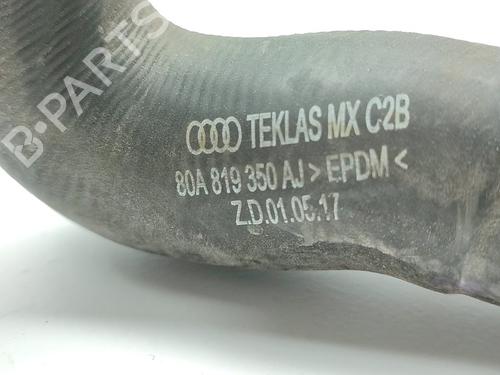 B-PARTS
TEKLAS MX C2B
80A 819 350 AJ > EPDM <
Z.D.01.05.17